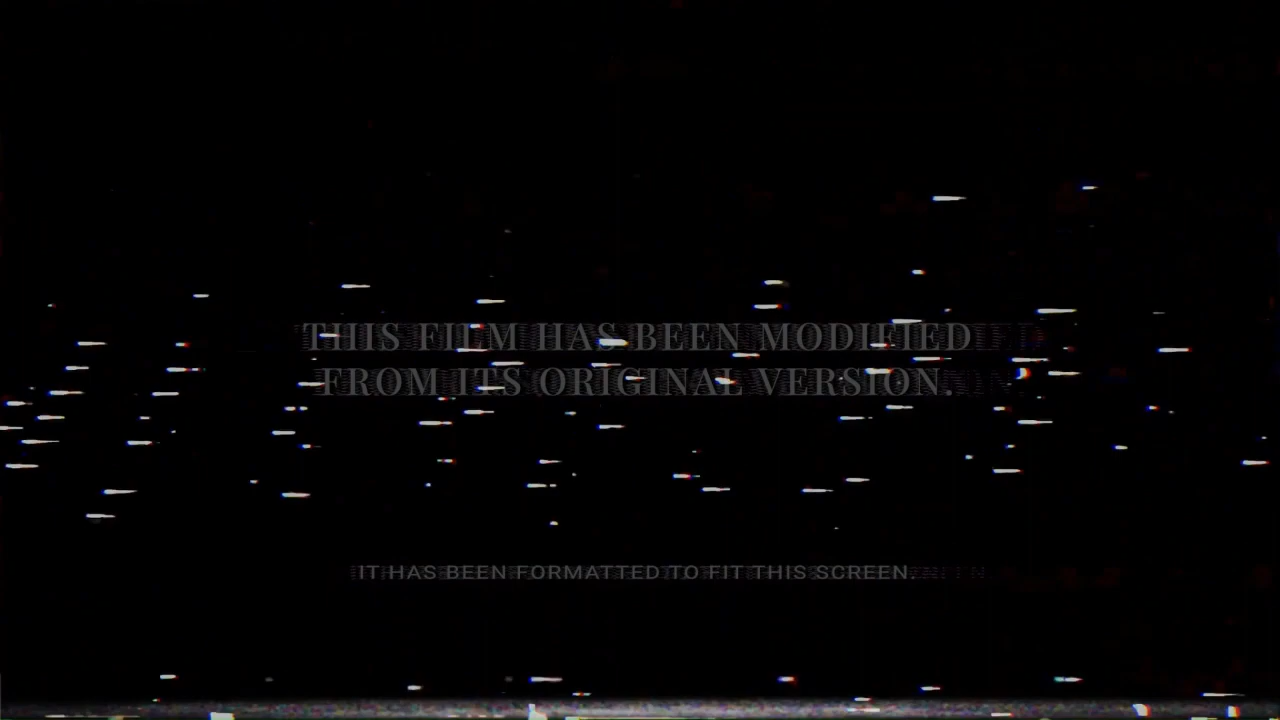 THIS FILM HAS BEEN MODIFIED
FROM ITS ORIGINAL VERSION.
IT HAS BEEN FORMATTED TO FIT THIS SCREEN.